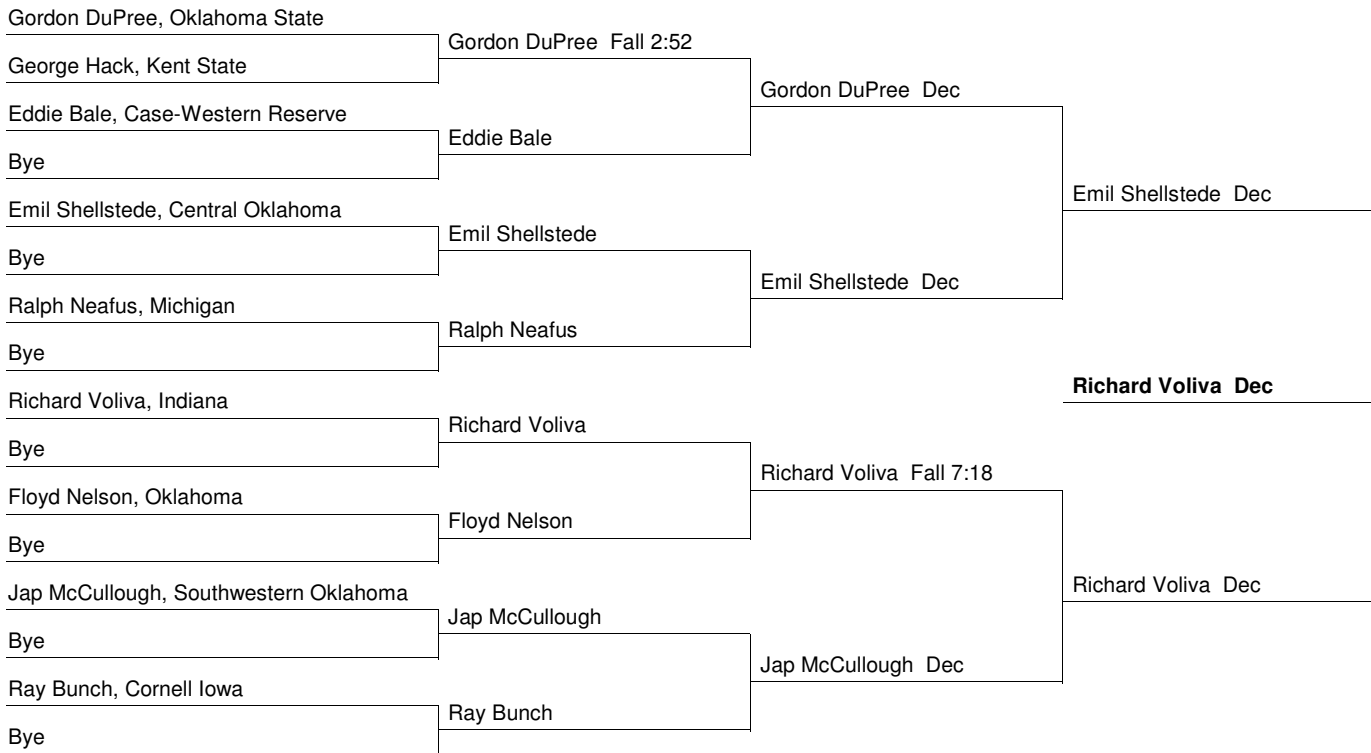 Gordon DuPree, Oklahoma State
George Hack, Kent State
Eddie Bale, Case-Western Reserve
Bye
Emil Shellstede, Central Oklahoma
Bye
Ralph Neafus, Michigan
Bye
Richard Voliva, Indiana
Bye
Floyd Nelson, Oklahoma
Bye
Jap McCullough, Southwestern Oklahoma
Bye
Ray Bunch, Cornell Iowa
Bye
Gordon DuPree Fall 2:52
Eddie Bale
Emil Shellstede
Ralph Neafus
Richard Voliva
Floyd Nelson
Jap McCullough
Ray Bunch
Gordon DuPree Dec
Emil Shellstede Dec
Richard Voliva Fall 7:18
Jap McCullough Dec
Emil Shellstede Dec
Richard Voliva Dec
Richard Voliva Dec